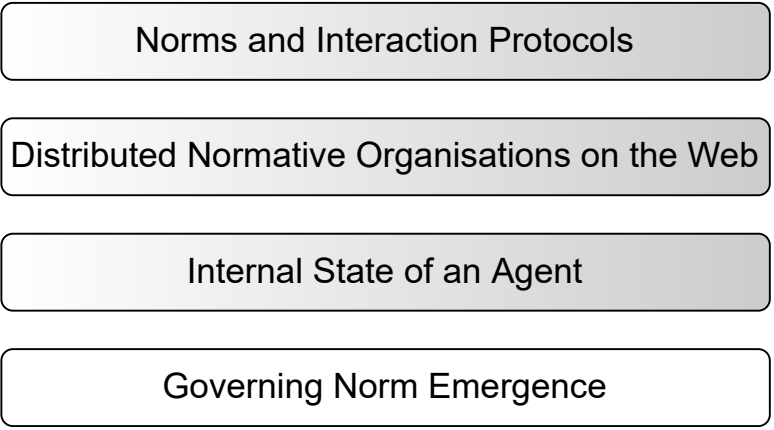 Norms and Interaction Protocols
Distributed Normative Organisations on the Web
Internal State of an Agent
Governing Norm Emergence